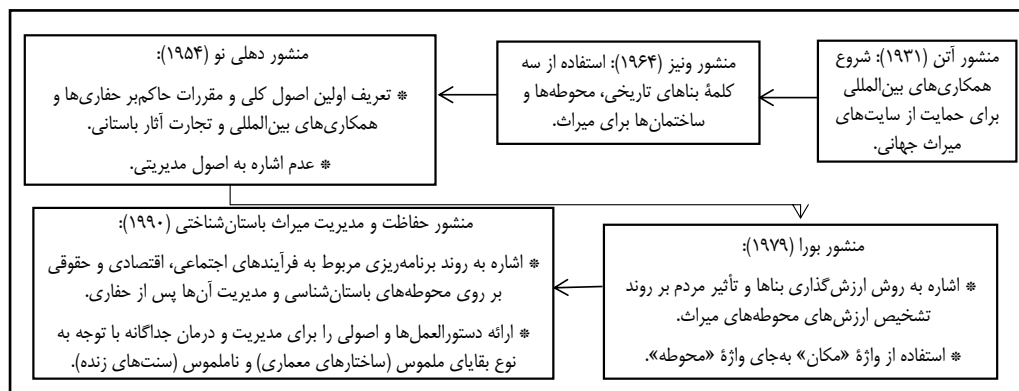 منشور آتن (۱۹۳۱): شروع
همکاری‌های بین‌المللی
برای حمایت از سایت‌های
میراث جهانی.
منشور ونیز (۱۹۶۴): استفاده از سه
کلمۀ بناهای تاریخی، محوطه‌ها و
ساختمان‌ها برای میراث.
منشور دهلی نو (۱۹۵۴):
* تعریف اولین اصول کلی و مقررات حاکم‌بر حفاری‌ها و
همکاری‌های بین‌المللی و تجارت آثار باستانی.
* عدم اشاره به اصول مدیریتی.
منشور بورا (۱۹۷۹):
* اشاره به روش ارزش‌گذاری بناها و تأثیر مردم بر روند
تشخیص ارزش‌های محوطه‌های میراث.
* استفاده از واژۀ «مکان» به‌جای واژۀ «محوطه».
منشور حفاظت و مدیریت میراث باستان‌شناختی (۱۹۹۰):
* اشاره به روند برنامه‌ریزی مربوط به فرآیندهای اجتماعی، اقتصادی و حقوقی
بر روی محوطه‌های باستان‌شناسی و مدیریت آن‌ها پس از حفاری.
* ارائه دستورالعمل‌ها و اصولی را برای مدیریت و درمان جداگانه با توجه به
نوع بقایای ملموس (ساختارهای معماری) و ناملموس (سنت‌های زنده).